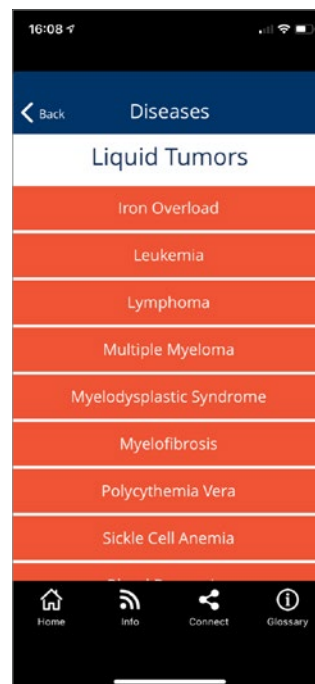 16:08
Back Diseases
Liquid Tumors
Iron Overload
Leukemia
Lymphoma
Multiple Myeloma
Myelodysplastic Syndrome
Myelofibrosis
Polycythemia Vera
Sickle Cell Anemia
Home Info Connect Glossary